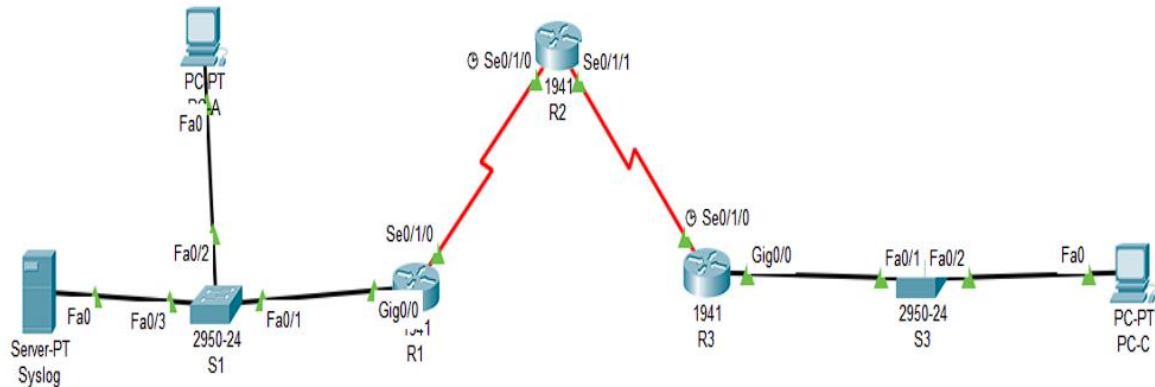 PC-PT
Fa0
Fa0/2
Server-PT
Syslog
Fa0
Fa0/3
2950-24
S1
Fa0/1
Gig0/0
R1
Se0/1/0
Se0/1/0
1941
R2
Se0/1/1
Se0/1/0
1941
R3
Gig0/0
Fa0/1
Fa0/2
2950-24
S3
Fa0
PC-PT
PC-C